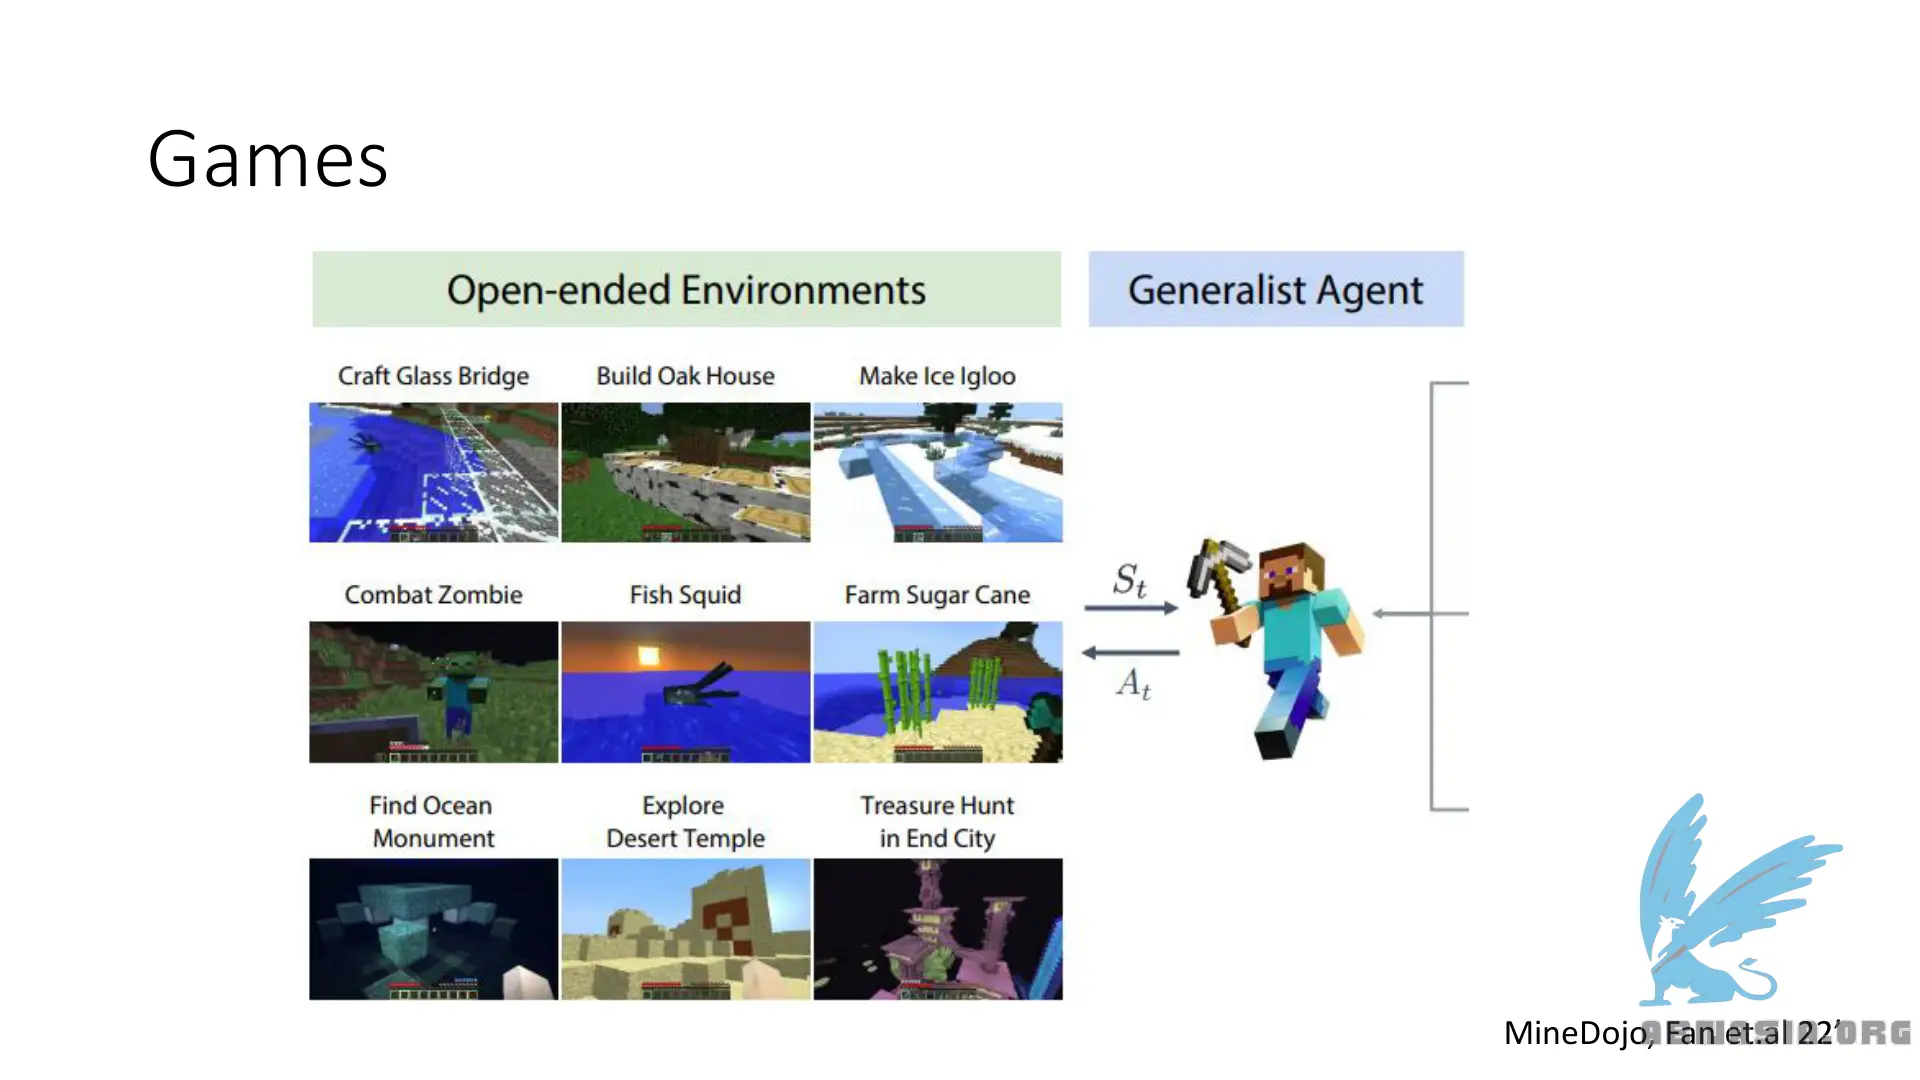 Games
Open-ended Environments
Generalist Agent
Craft Glass Bridge
Build Oak House
Make Ice Igloo
Combat Zombie
Fish Squid
Farm Sugar Cane
Find Ocean
Monument
Explore
Desert Temple
Treasure Hunt
in End City
S_t
A_t
MineDojo, Fan et.al 22'
ABNASIA.ORG